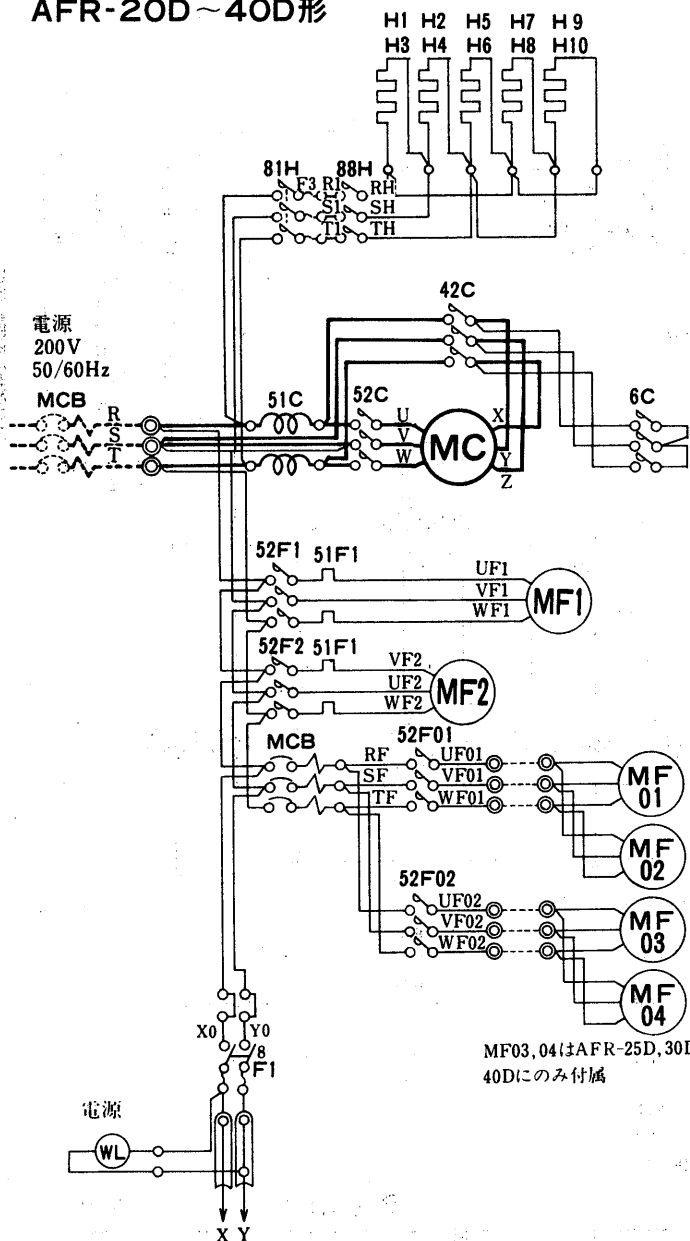 AFR-20D～40D形
H1 H2 H5 H7 H9
H3 H4 H6 H8 H10
81H 88H
F3 R1 RH
S1 SH
T1 TH
42C
電源
200V
50/60Hz
MCB
R
S
T
51C 52C
U
V
W
MC
X
Y
Z
6C
52F1 51F1
UF1
VF1
WF1
MF1
52F2 51F1
VF2
UF2
WF2
MF2
MCB
52F01
RF UF01
SF VF01
TF WF01
MF
01
MF
02
52F02
UF02
VF02
WF02
MF
03
MF
04
MF03,04はAFR-25D,30D
40Dにのみ付属
X0 Y0
8
F1
電源
WL
X Y